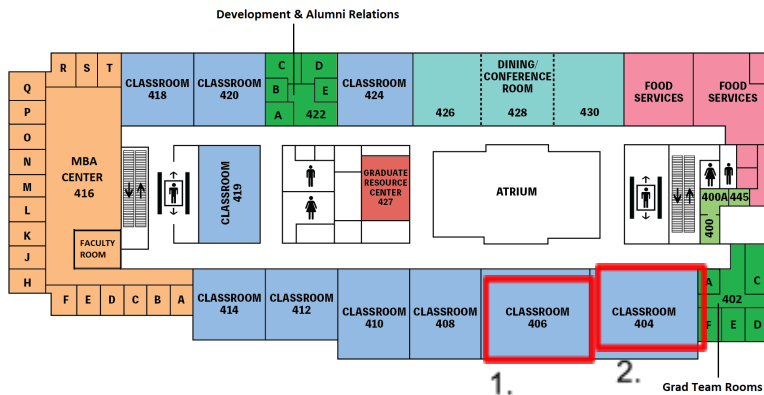 Development & Alumni Relations
R
S
T
Q
P
O
N
M
L
K
J
H
MBA
CENTER
416
FACULTY
ROOM
F
E
D
C
B
A
CLASSROOM
418
CLASSROOM
420
C
D
B
E
A
422
CLASSROOM
424
DINING/
CONFERENCE
ROOM
426
428
430
FOOD
SERVICES
FOOD
SERVICES
CLASSROOM
419
GRADUATE
RESOURCE
CENTER
427
ATRIUM
400A
445
400
CLASSROOM
414
CLASSROOM
412
CLASSROOM
410
CLASSROOM
408
CLASSROOM
406
CLASSROOM
404
A
C
402
F
E
D
1.
2.
Grad Team Rooms